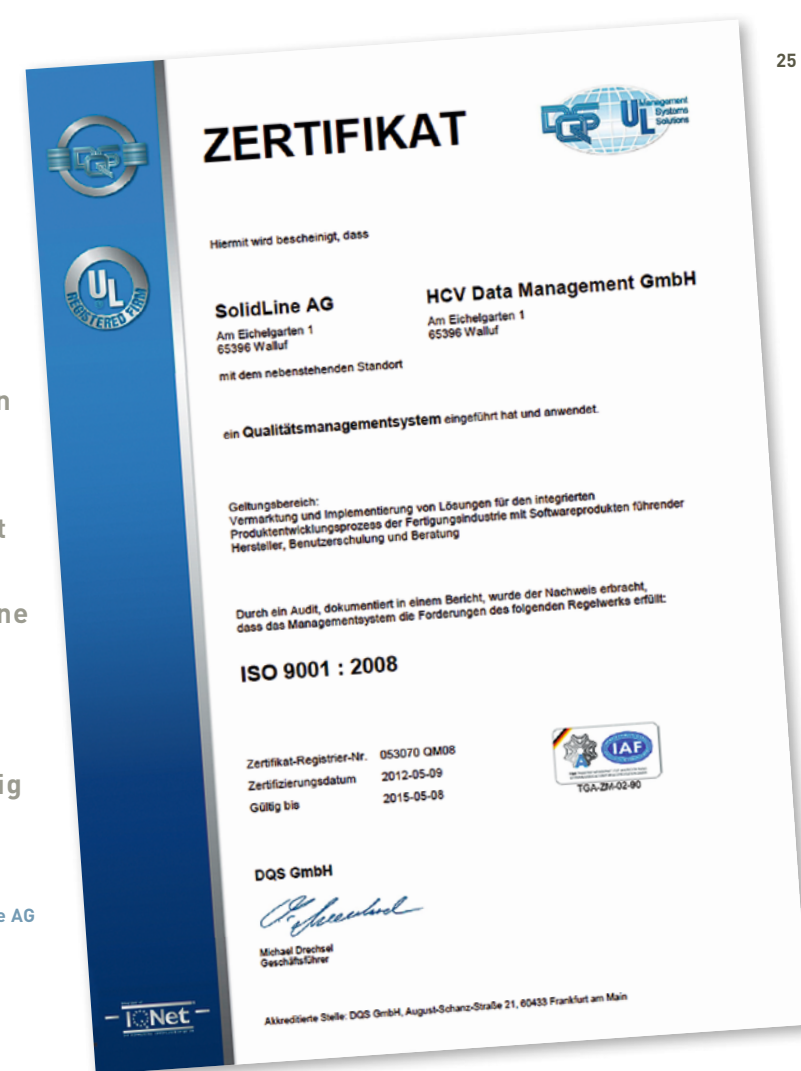 25
ZERTIFIKAT
DQS
DQS UL Management Systems Solutions
UL
REGISTERED FIRM
Hiermit wird bescheinigt, dass
SolidLine AG
Am Eichelgarten 1
65396 Walluf
HCV Data Management GmbH
Am Eichelgarten 1
65396 Walluf
mit dem nebenstehenden Standort
ein Qualitätsmanagementsystem eingeführt hat und anwendet.
Geltungsbereich:
Vermarktung und Implementierung von Lösungen für den integrierten
Produktentwicklungsprozess der Fertigungsindustrie mit Softwareprodukten führender
Hersteller, Benutzerschulung und Beratung
Durch ein Audit, dokumentiert in einem Bericht, wurde der Nachweis erbracht,
dass das Managementsystem die Forderungen des folgenden Regelwerks erfüllt:
ISO 9001 : 2008
Zertifikat-Registrier-Nr. 053070 QM08
Zertifizierungsdatum 2012-05-09
Gültig bis 2015-05-08
IAF
TGA-ZM-02-90
DQS GmbH
Michael Drechsel
Geschäftsführer
IQNet
Akkreditierte Stelle: DQS GmbH, August-Schanz-Straße 21, 60433 Frankfurt am Main
n
t
ne
ig
e AG